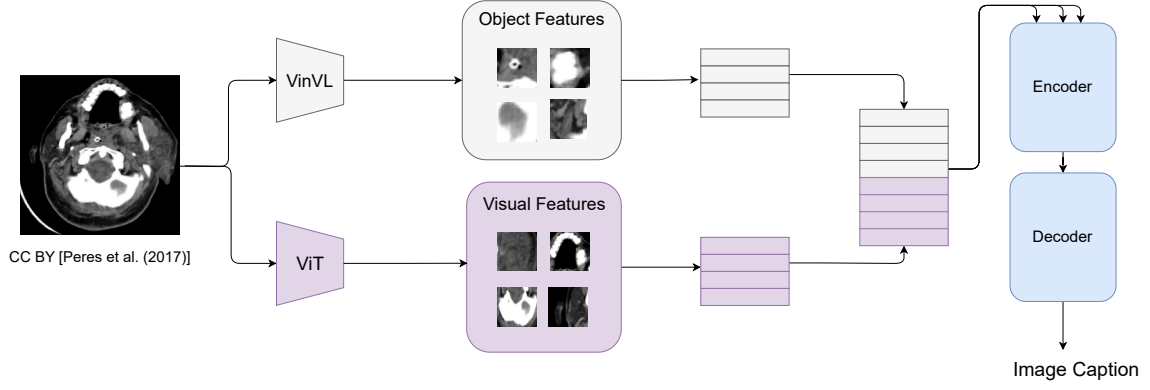 Object Features
VinVL
Encoder
CC BY [Peres et al. (2017)]
Visual Features
ViT
Decoder
Image Caption